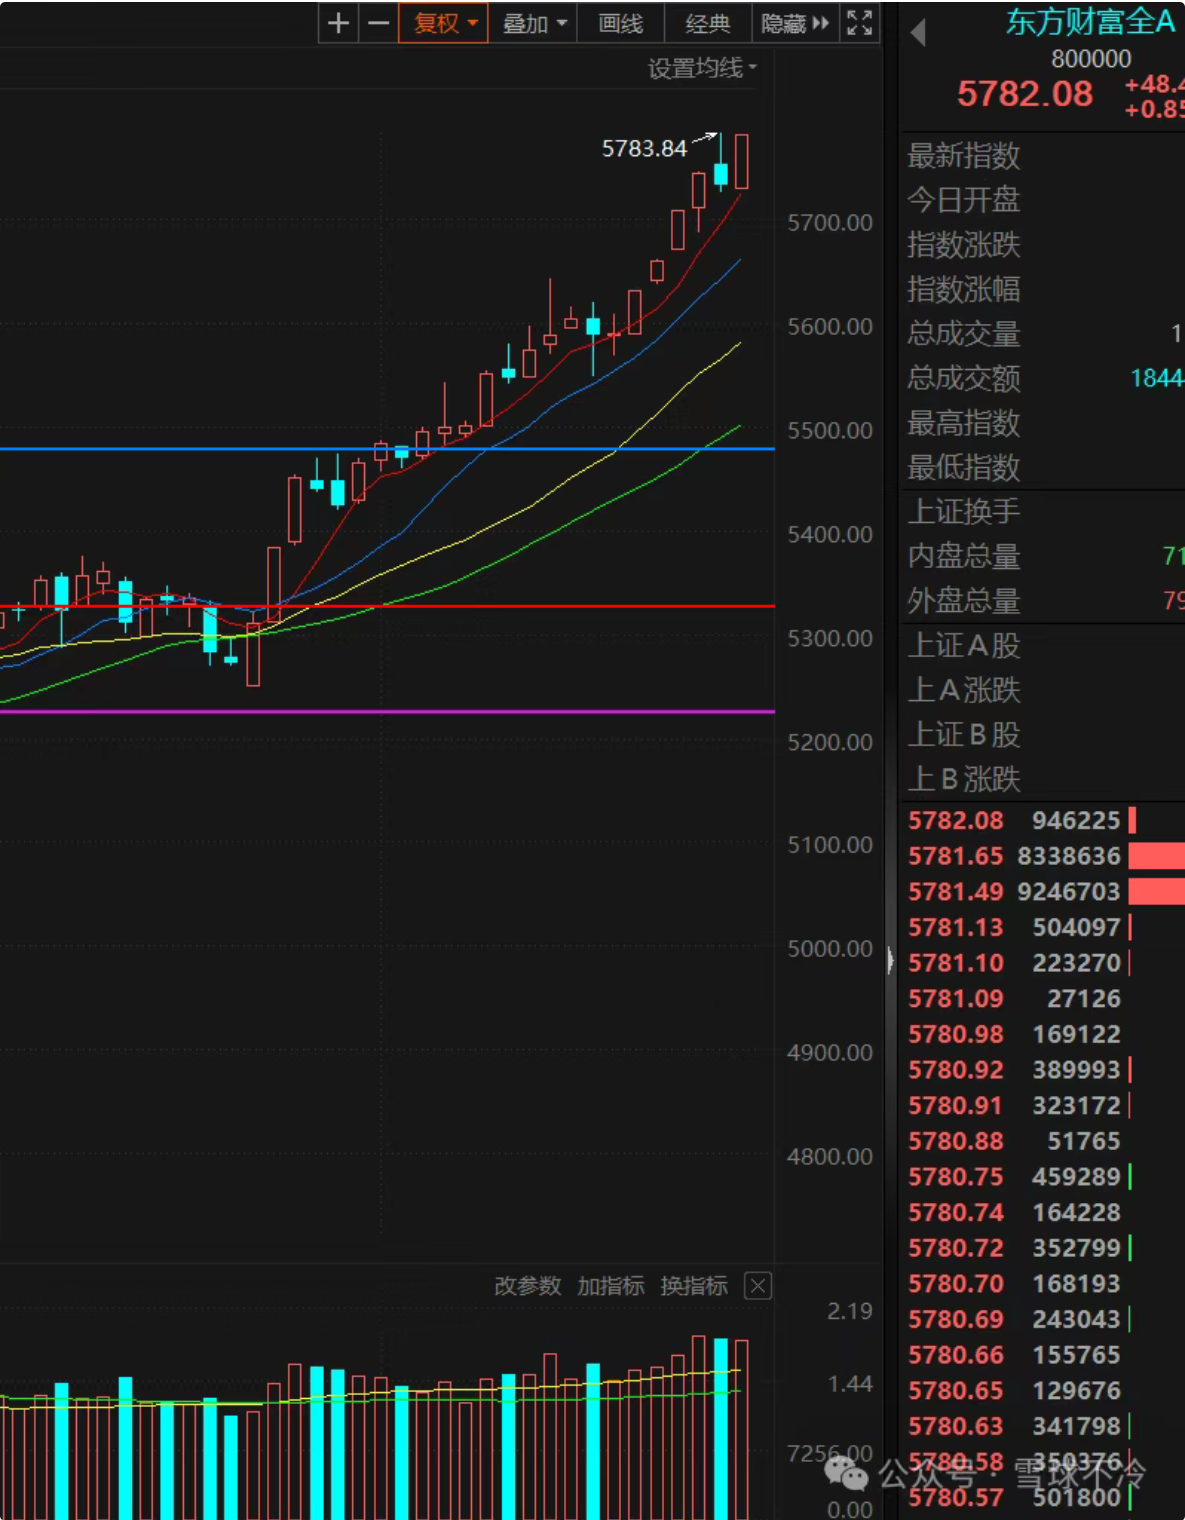 复权 叠加 画线 经典 隐藏
设置均线
5783.84
5700.00
5600.00
5500.00
5400.00
5300.00
5200.00
5100.00
5000.00
4900.00
4800.00
改参数 加指标 换指标
2.19
1.44
7256.00
0.00
东方财富全A
800000
5782.08 +48.4
+0.85
最新指数
今日开盘
指数涨跌
指数涨幅
总成交量 1
总成交额 1844
最高指数
最低指数
上证换手
内盘总量 71
外盘总量 79
上证A股
上A涨跌
上证B股
上B涨跌
5782.08 946225
5781.65 8338636
5781.49 9246703
5781.13 504097
5781.10 223270
5781.09 27126
5780.98 169122
5780.92 389993
5780.91 323172
5780.88 51765
5780.75 459289
5780.74 164228
5780.72 352799
5780.70 168193
5780.69 243043
5780.66 155765
5780.65 129676
5780.63 341798
5780.58 350376
5780.57 501800
公众号·雪球不冷